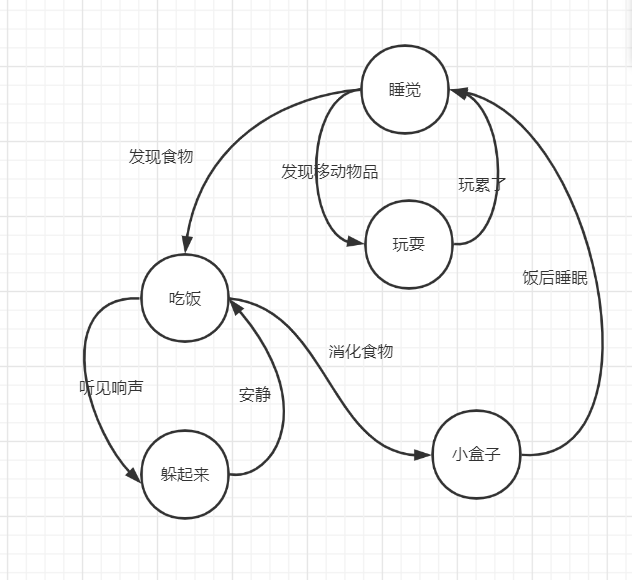 睡觉
发现食物
发现移动物品
玩累了
玩耍
饭后睡眠
吃饭
消化食物
听见响声
安静
小盒子
躲起来